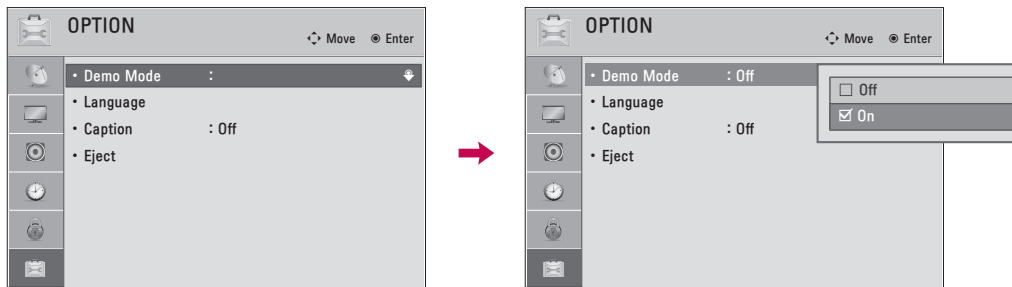 OPTION
Move Enter
• Demo Mode :
• Language
• Caption : Off
• Eject
OPTION
Move Enter
• Demo Mode : Off
• Language
• Caption : Off
• Eject
Off
On